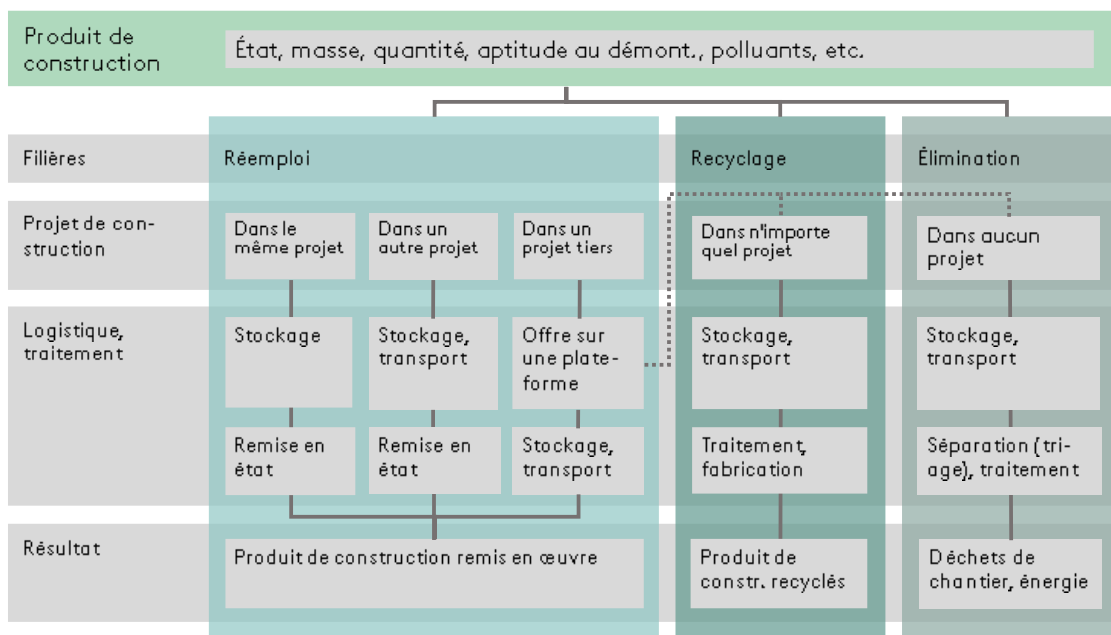 Produit de
construction
État, masse, quantité, aptitude au démont., polluants, etc.
Filières
Réemploi
Recyclage
Élimination
Projet de con-
struction
Dans le
même projet
Dans un
autre projet
Dans un
projet tiers
Dans n'importe
quel projet
Dans aucun
projet
Logistique,
traitement
Stockage
Stockage,
transport
Offre sur
une plate-
forme
Stockage,
transport
Stockage,
transport
Remise en
état
Remise en
état
Stockage,
transport
Traitement,
fabrication
Séparation (tri-
age), traitement
Résultat
Produit de construction remis en œuvre
Produit de
constr. recyclés
Déchets de
chantier, énergie